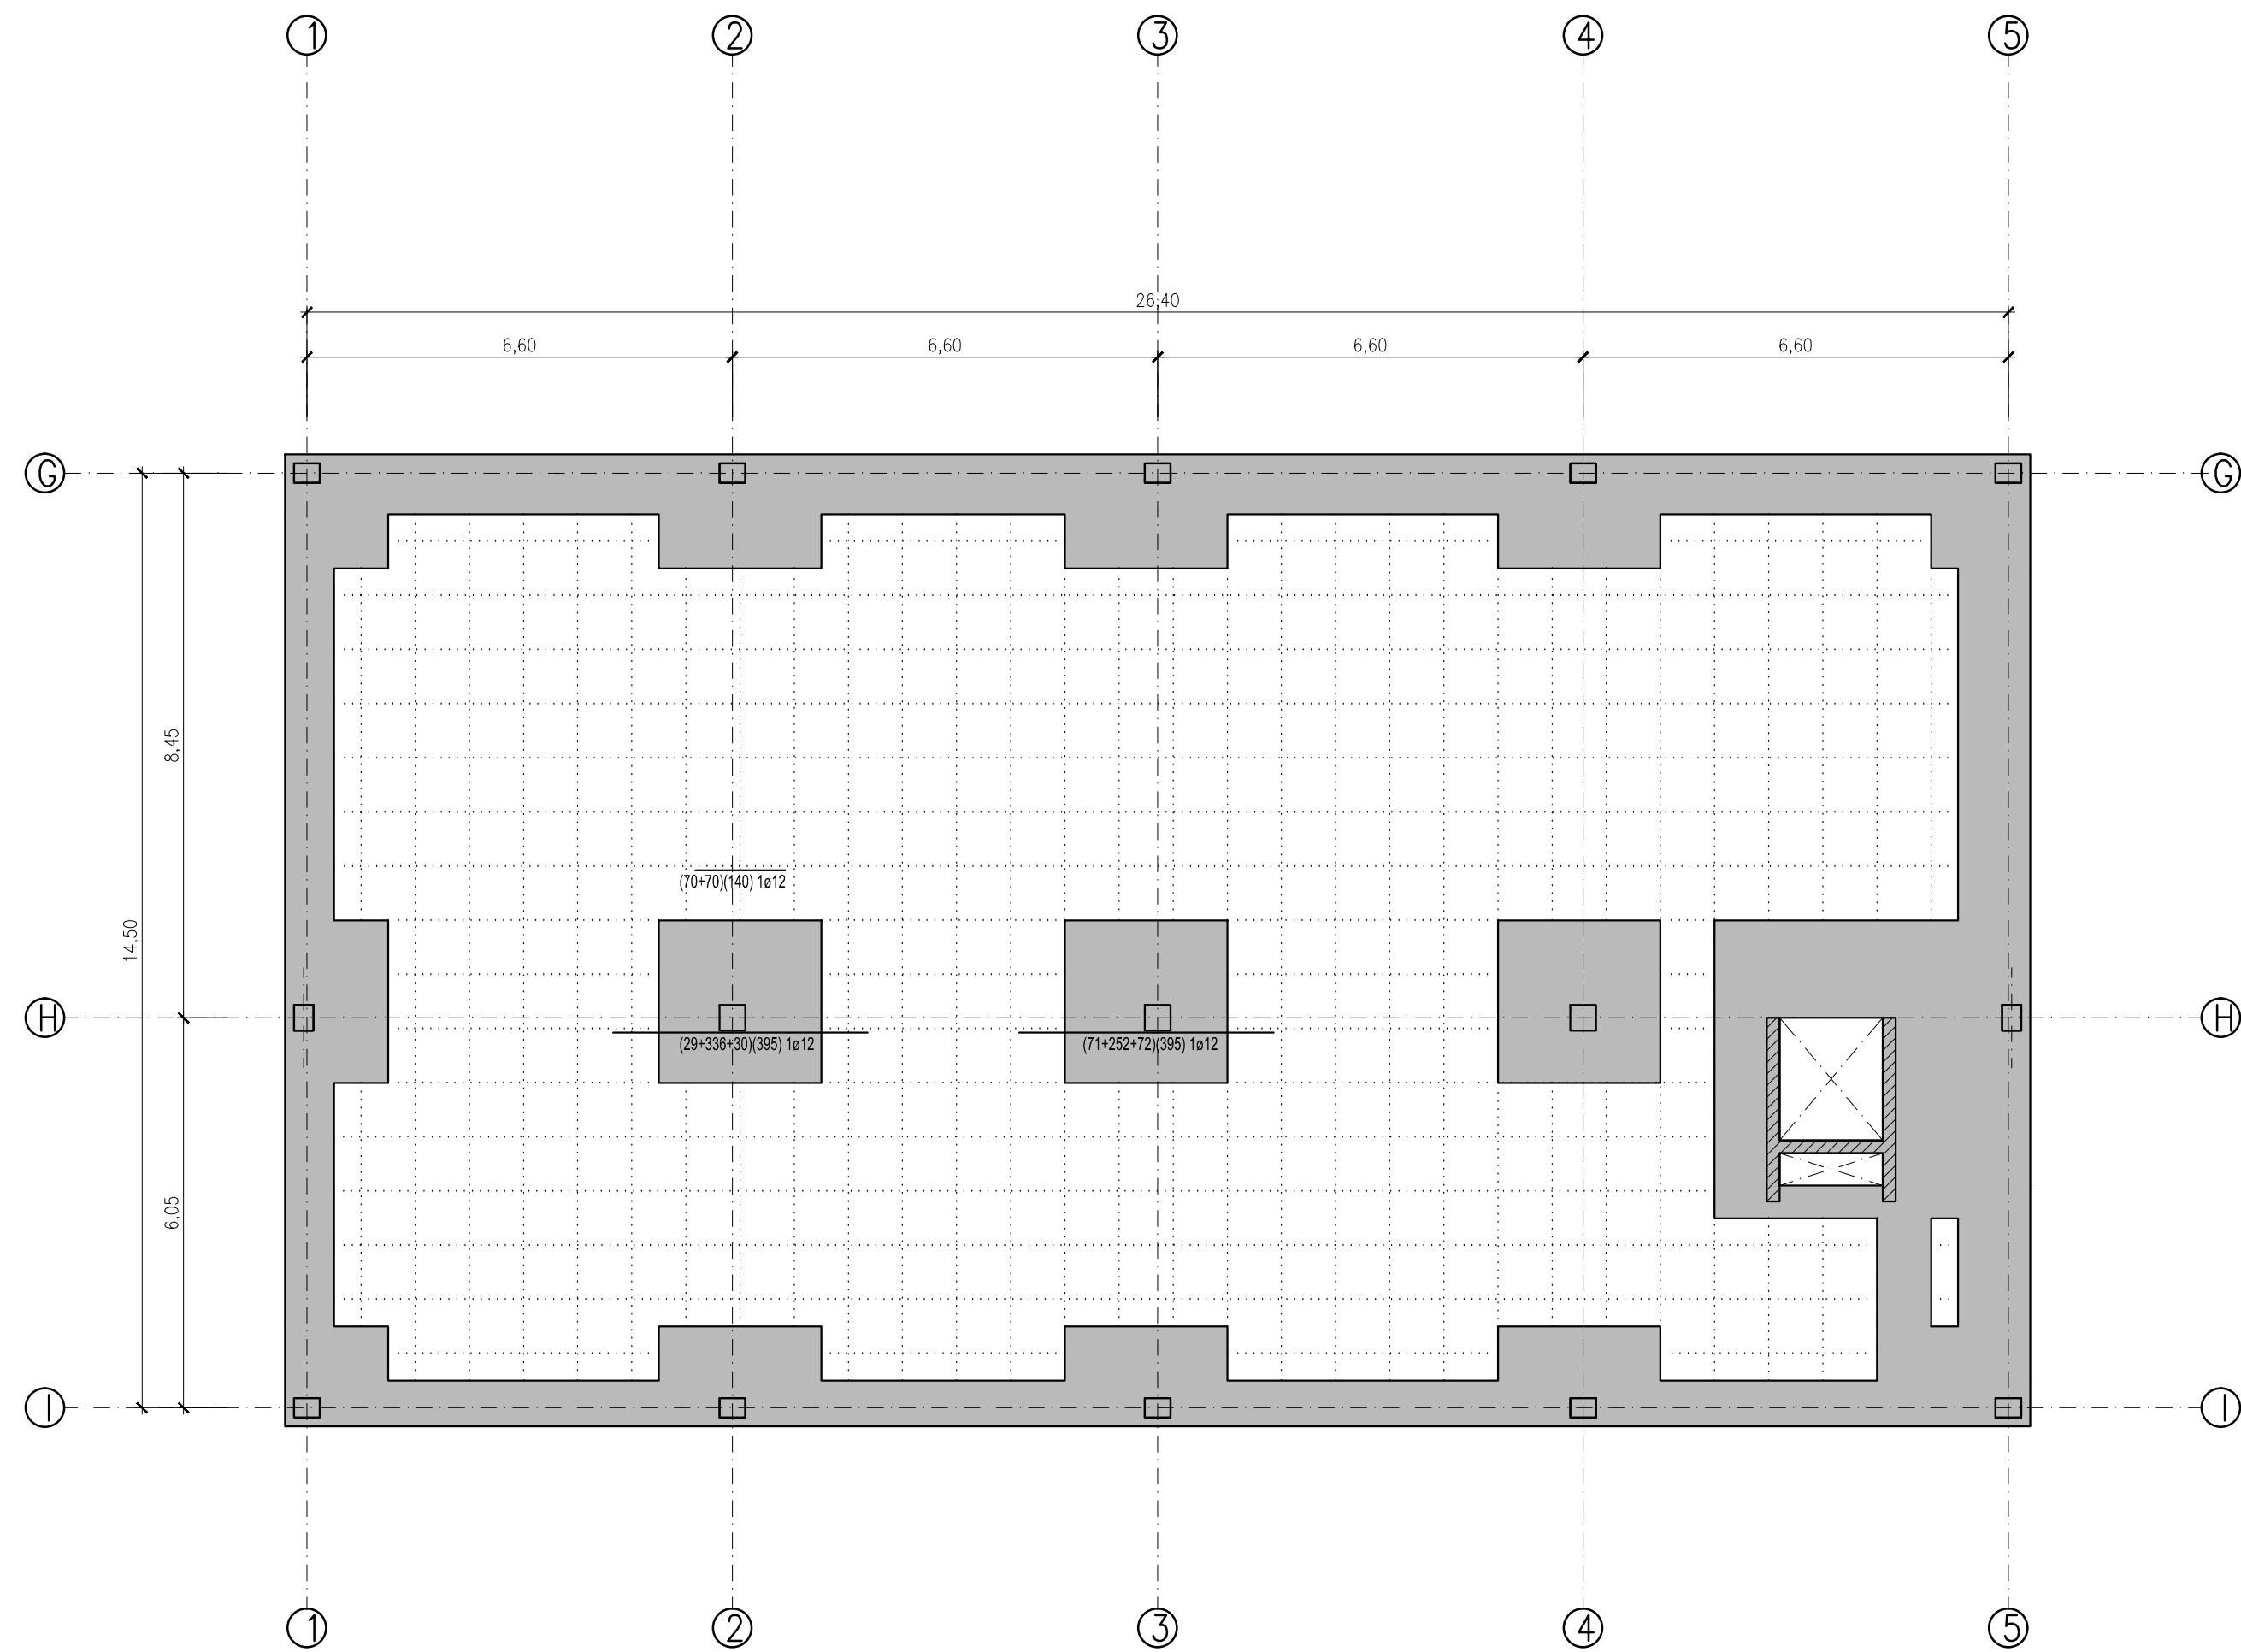 1 2 3 4 5
26,40
6,60 6,60 6,60 6,60
G G
8,45
(70+70)(140) 1ø12
14,50
H H
(29+336+30)(395) 1ø12 (71+252+72)(395) 1ø12
6,05
I I
1 2 3 4 5